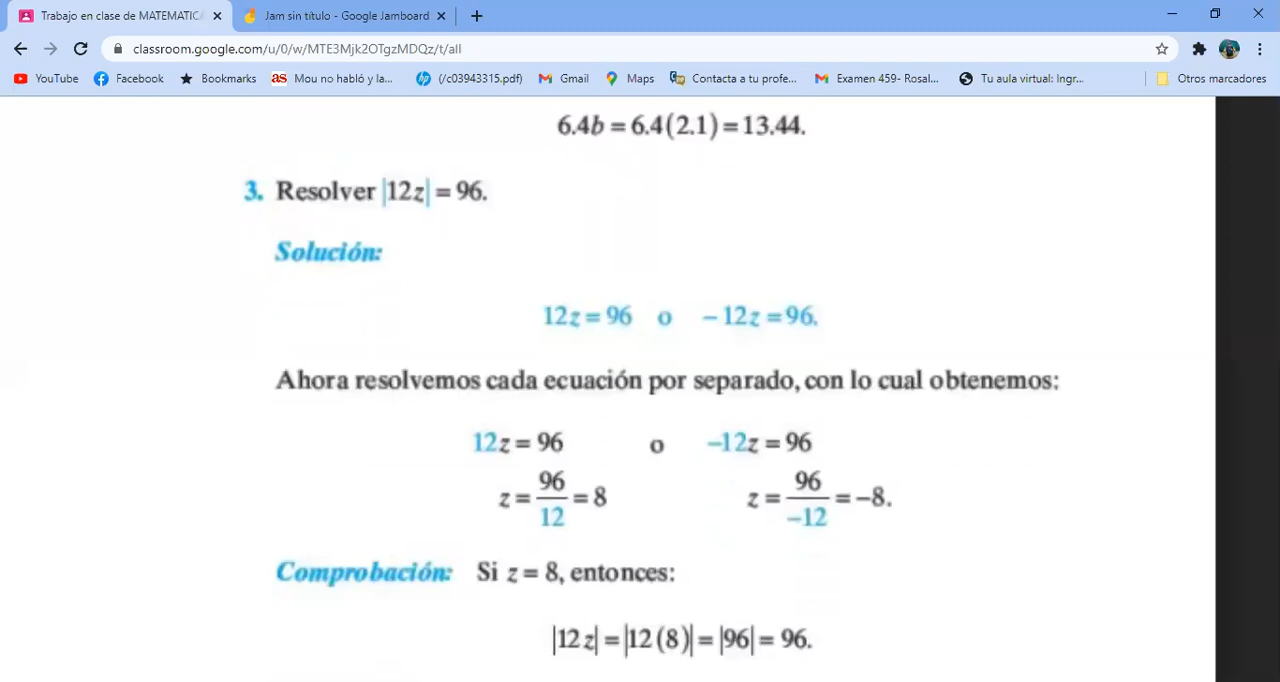 Trabajo en clase de MATEMATIC
Jam sin título - Google Jamboard
classroom.google.com/u/0/w/MTE3Mjk2OTgzMDQz/t/all
YouTube Facebook Bookmarks as Mou no habló y la... hp (/c03943315.pdf) Gmail Maps Contacta a tu profe... Examen 459- Rosal... Tu aula virtual: Ingr... Otros marcadores
6.4b = 6.4(2.1) = 13.44.
3. Resolver |12z| = 96.
Solución:
12z = 96 o −12z = 96.
Ahora resolvemos cada ecuación por separado, con lo cual obtenemos:
12z = 96 o −12z = 96
z = 96/12 = 8 z = 96/−12 = −8.
Comprobación: Si z = 8, entonces:
|12z| = |12(8)| = |96| = 96.